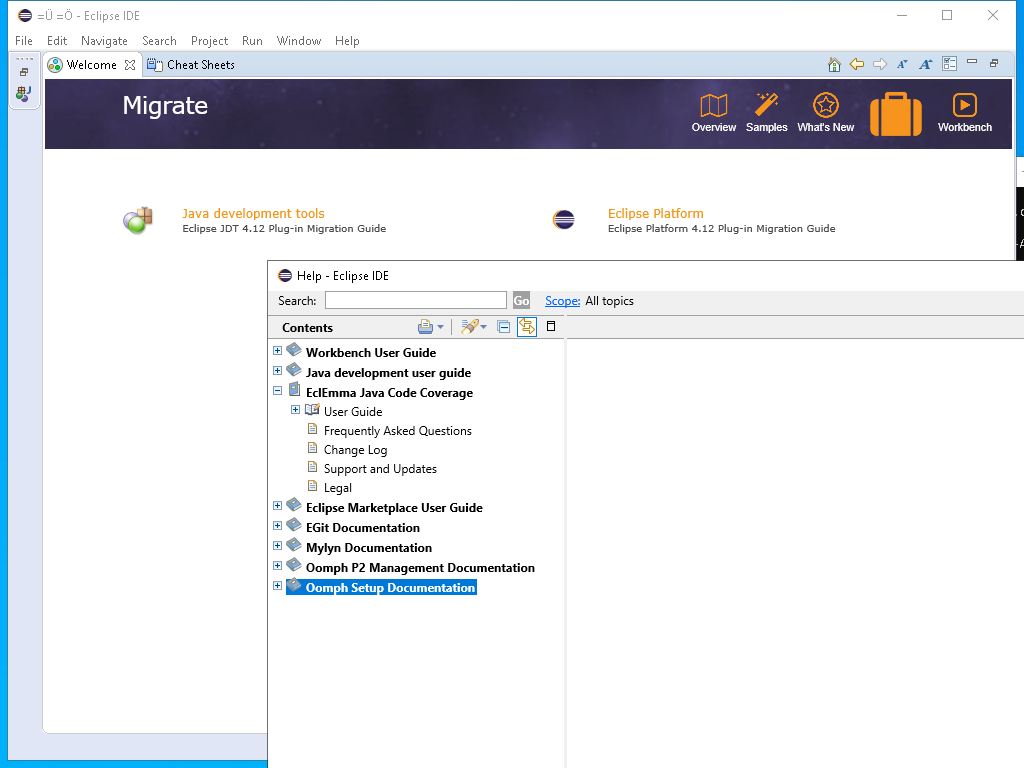 =Ü =Ö - Eclipse IDE
File Edit Navigate Search Project Run Window Help
Welcome Cheat Sheets
Migrate
Overview Samples What's New Workbench
Java development tools
Eclipse JDT 4.12 Plug-in Migration Guide
Eclipse Platform
Eclipse Platform 4.12 Plug-in Migration Guide
Help - Eclipse IDE
Search: Go Scope: All topics
Contents
Workbench User Guide
Java development user guide
EclEmma Java Code Coverage
User Guide
Frequently Asked Questions
Change Log
Support and Updates
Legal
Eclipse Marketplace User Guide
EGit Documentation
Mylyn Documentation
Oomph P2 Management Documentation
Oomph Setup Documentation